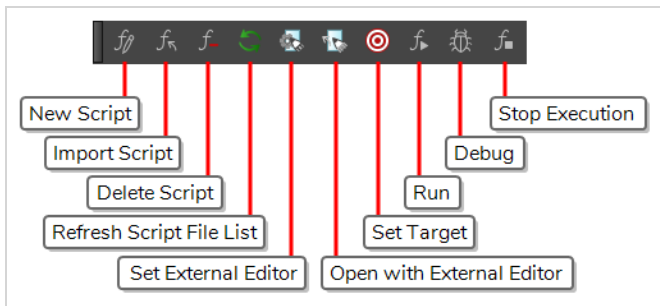 New Script
Stop Execution
Import Script
Debug
Delete Script
Run
Refresh Script File List
Set Target
Set External Editor
Open with External Editor